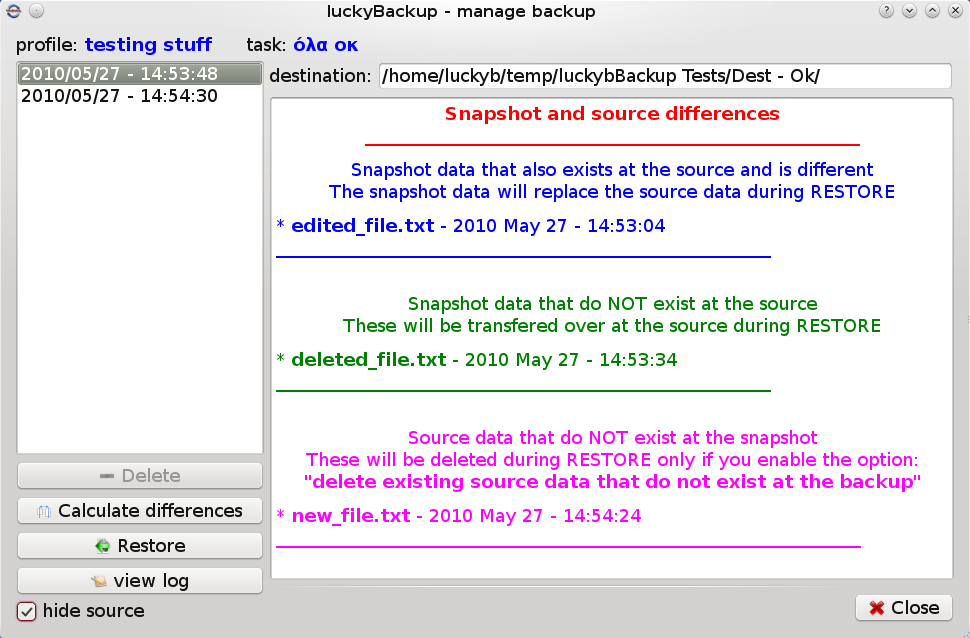 luckyBackup - manage backup
profile: testing stuff task: όλα οκ
2010/05/27 - 14:53:48
2010/05/27 - 14:54:30
destination: /home/luckyb/temp/luckybBackup Tests/Dest - Ok/
Snapshot and source differences
Snapshot data that also exists at the source and is different
The snapshot data will replace the source data during RESTORE
* edited_file.txt - 2010 May 27 - 14:53:04
Snapshot data that do NOT exist at the source
These will be transfered over at the source during RESTORE
* deleted_file.txt - 2010 May 27 - 14:53:34
Source data that do NOT exist at the snapshot
These will be deleted during RESTORE only if you enable the option:
"delete existing source data that do not exist at the backup"
* new_file.txt - 2010 May 27 - 14:54:24
Delete
Calculate differences
Restore
view log
hide source
Close